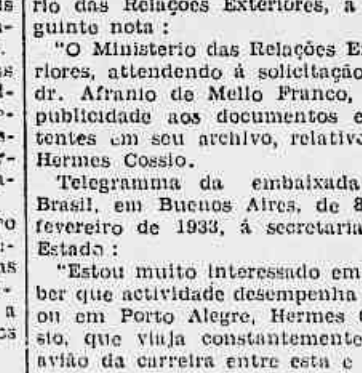 rio das Relações Exteriores, a
guinte nota :
"O Ministerio das Relações E
riores, attendendo á solicitação
dr. Afranio de Mello Franco,
publicidade aos documentos e
tentes em seu archivo, relativo
Hermes Cossio.
Telegramma da embaixada
Brasil, em Buenos Aires, de 8
fevereiro de 1933, á secretaria
Estado :
"Estou muito interessado em
ber que actividade desempenha
ou em Porto Alegre, Hermes C
sio, que viaja constantemente
avião da carreira entre esta e